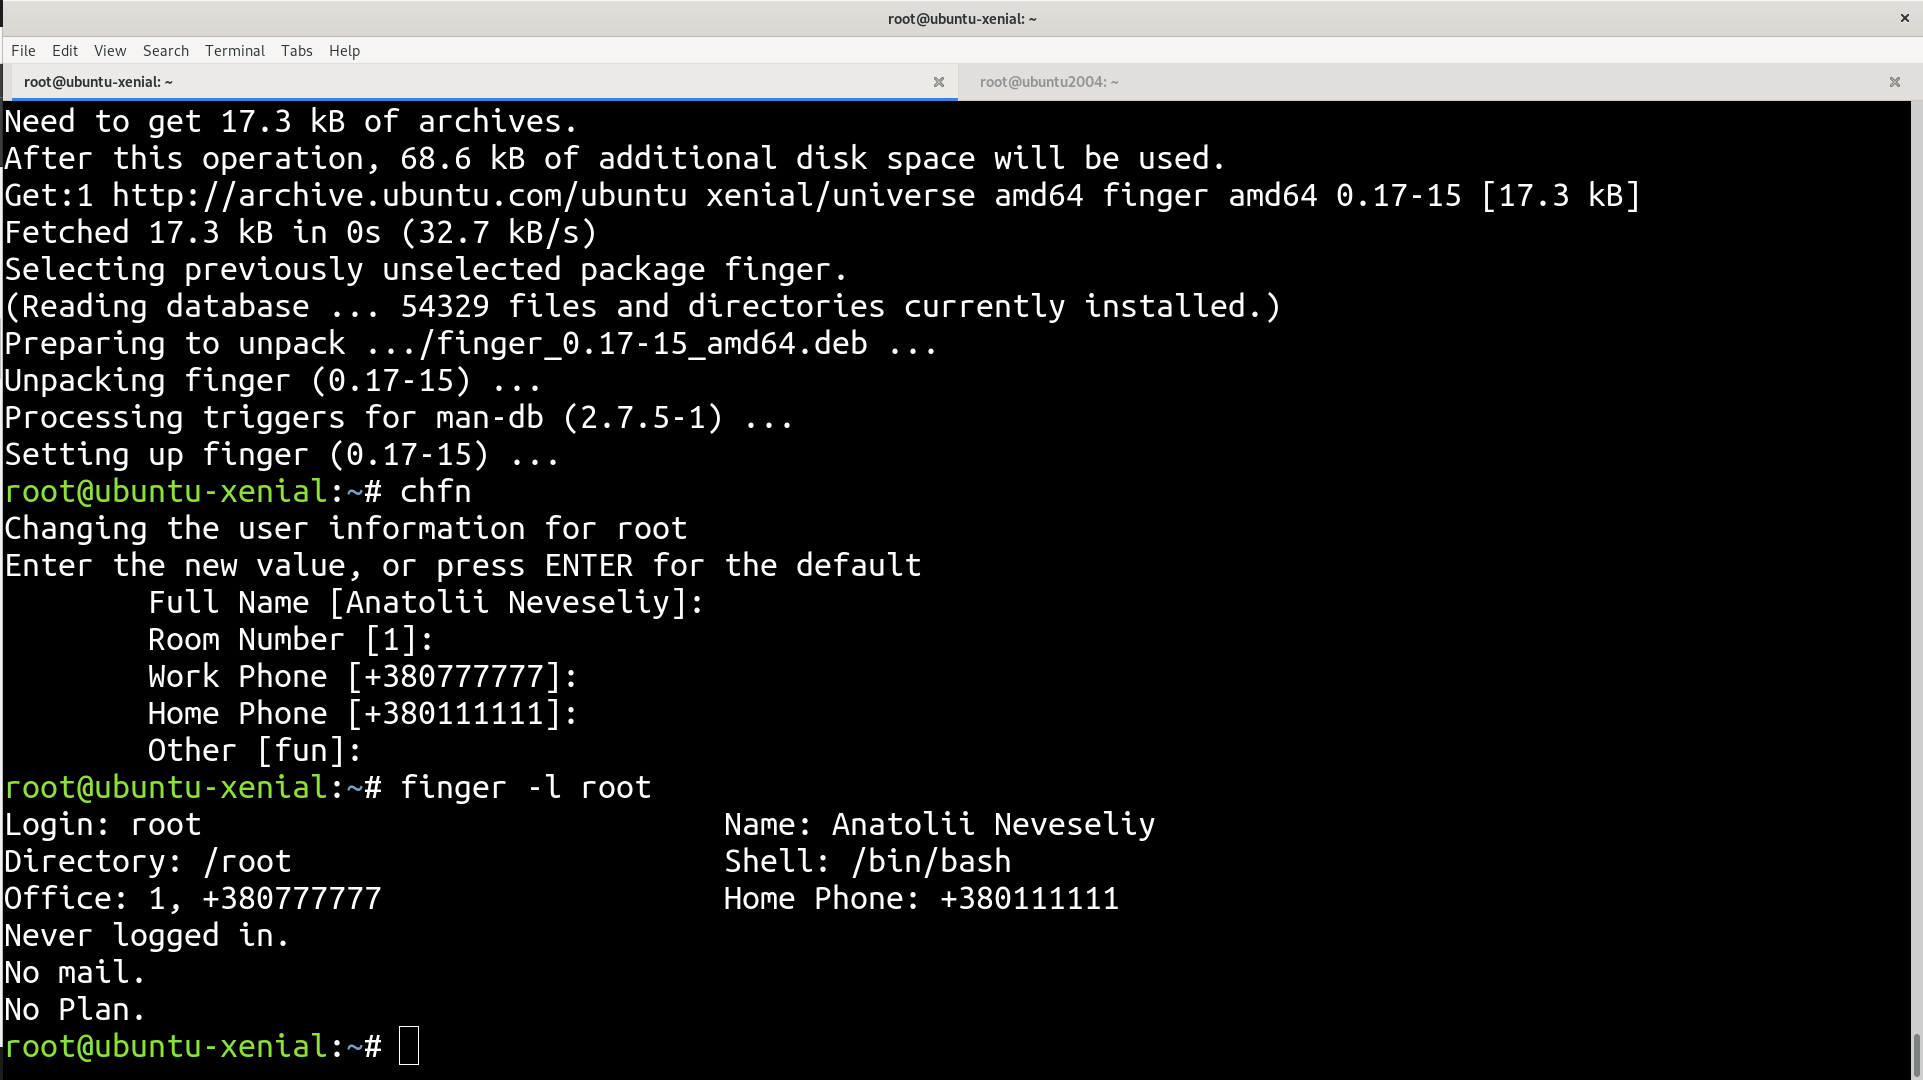 root@ubuntu-xenial: ~
File Edit View Search Terminal Tabs Help
root@ubuntu-xenial: ~ root@ubuntu2004: ~
Need to get 17.3 kB of archives.
After this operation, 68.6 kB of additional disk space will be used.
Get:1 http://archive.ubuntu.com/ubuntu xenial/universe amd64 finger amd64 0.17-15 [17.3 kB]
Fetched 17.3 kB in 0s (32.7 kB/s)
Selecting previously unselected package finger.
(Reading database ... 54329 files and directories currently installed.)
Preparing to unpack .../finger_0.17-15_amd64.deb ...
Unpacking finger (0.17-15) ...
Processing triggers for man-db (2.7.5-1) ...
Setting up finger (0.17-15) ...
root@ubuntu-xenial:~# chfn
Changing the user information for root
Enter the new value, or press ENTER for the default
        Full Name [Anatolii Neveseliy]:
        Room Number [1]:
        Work Phone [+380777777]:
        Home Phone [+380111111]:
        Other [fun]:
root@ubuntu-xenial:~# finger -l root
Login: root                             Name: Anatolii Neveseliy
Directory: /root                        Shell: /bin/bash
Office: 1, +380777777                   Home Phone: +380111111
Never logged in.
No mail.
No Plan.
root@ubuntu-xenial:~#